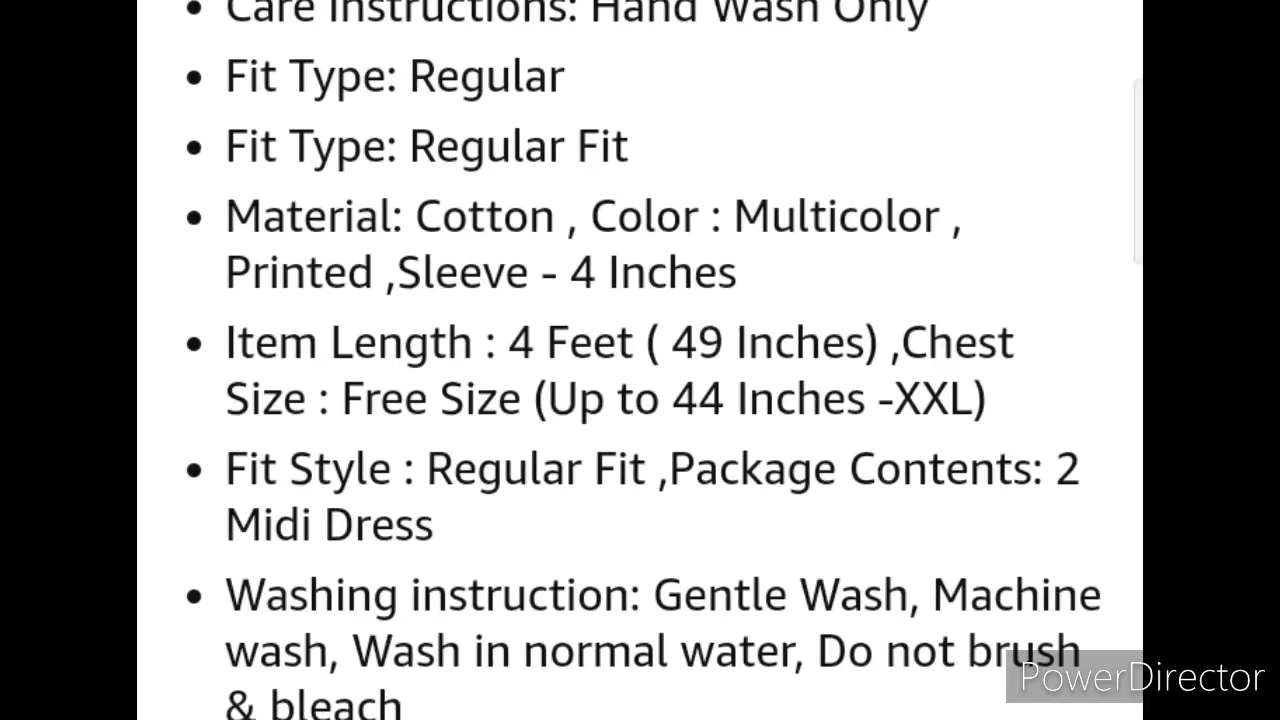 • Care Instructions: Hand Wash Only
• Fit Type: Regular
• Fit Type: Regular Fit
• Material: Cotton , Color : Multicolor ,
Printed ,Sleeve - 4 Inches
• Item Length : 4 Feet ( 49 Inches) ,Chest
Size : Free Size (Up to 44 Inches -XXL)
• Fit Style : Regular Fit ,Package Contents: 2
Midi Dress
• Washing instruction: Gentle Wash, Machine
wash, Wash in normal water, Do not brush
& bleach
PowerDirector